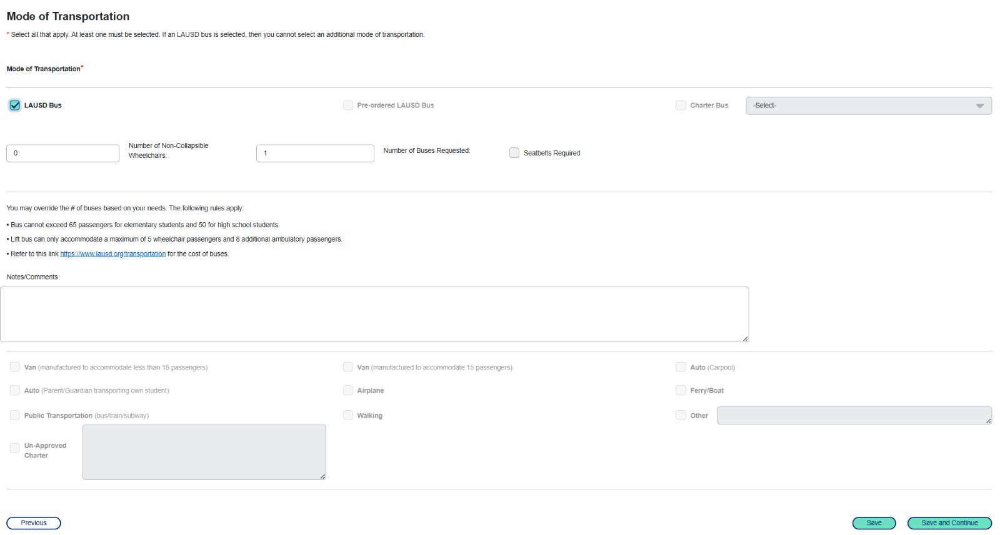 Mode of Transportation
* Select all that apply. At least one must be selected. If an LAUSD bus is selected, then you cannot select an additional mode of transportation.
Mode of Transportation*
LAUSD Bus
Pre-ordered LAUSD Bus
Charter Bus
-Select-
0
Number of Non-Collapsible
Wheelchairs:
1
Number of Buses Requested:
Seatbelts Required
You may override the # of buses based on your needs. The following rules apply:
• Bus cannot exceed 65 passengers for elementary students and 50 for high school students.
• Lift bus can only accommodate a maximum of 5 wheelchair passengers and 8 additional ambulatory passengers.
• Refer to this link https://www.lausd.org/transportation for the cost of buses.
Notes/Comments
Van (manufactured to accommodate less than 15 passengers)
Van (manufactured to accommodate 15 passengers)
Auto (Carpool)
Auto (Parent/Guardian transporting own student)
Airplane
Ferry/Boat
Public Transportation (bus/train/subway)
Walking
Other
Un-Approved
Charter
Previous
Save
Save and Continue